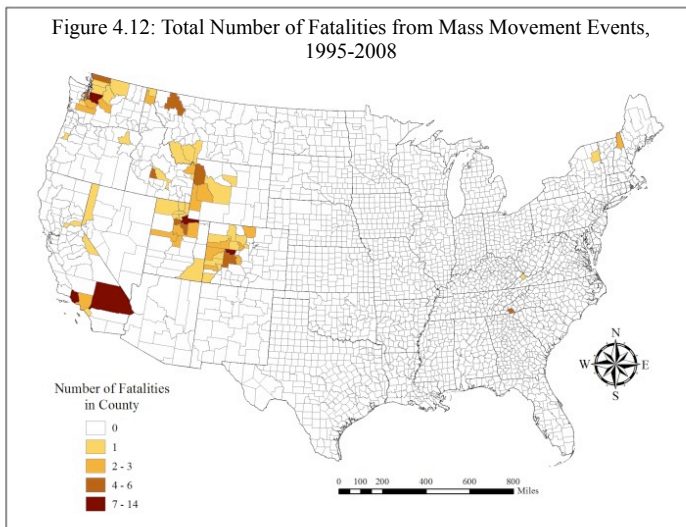 Figure 4.12: Total Number of Fatalities from Mass Movement Events,
1995-2008
N
W
E
S
Number of Fatalities
in County
0
1
2 - 3
4 - 6
7 - 14
0 100 200 400 600 800
Miles